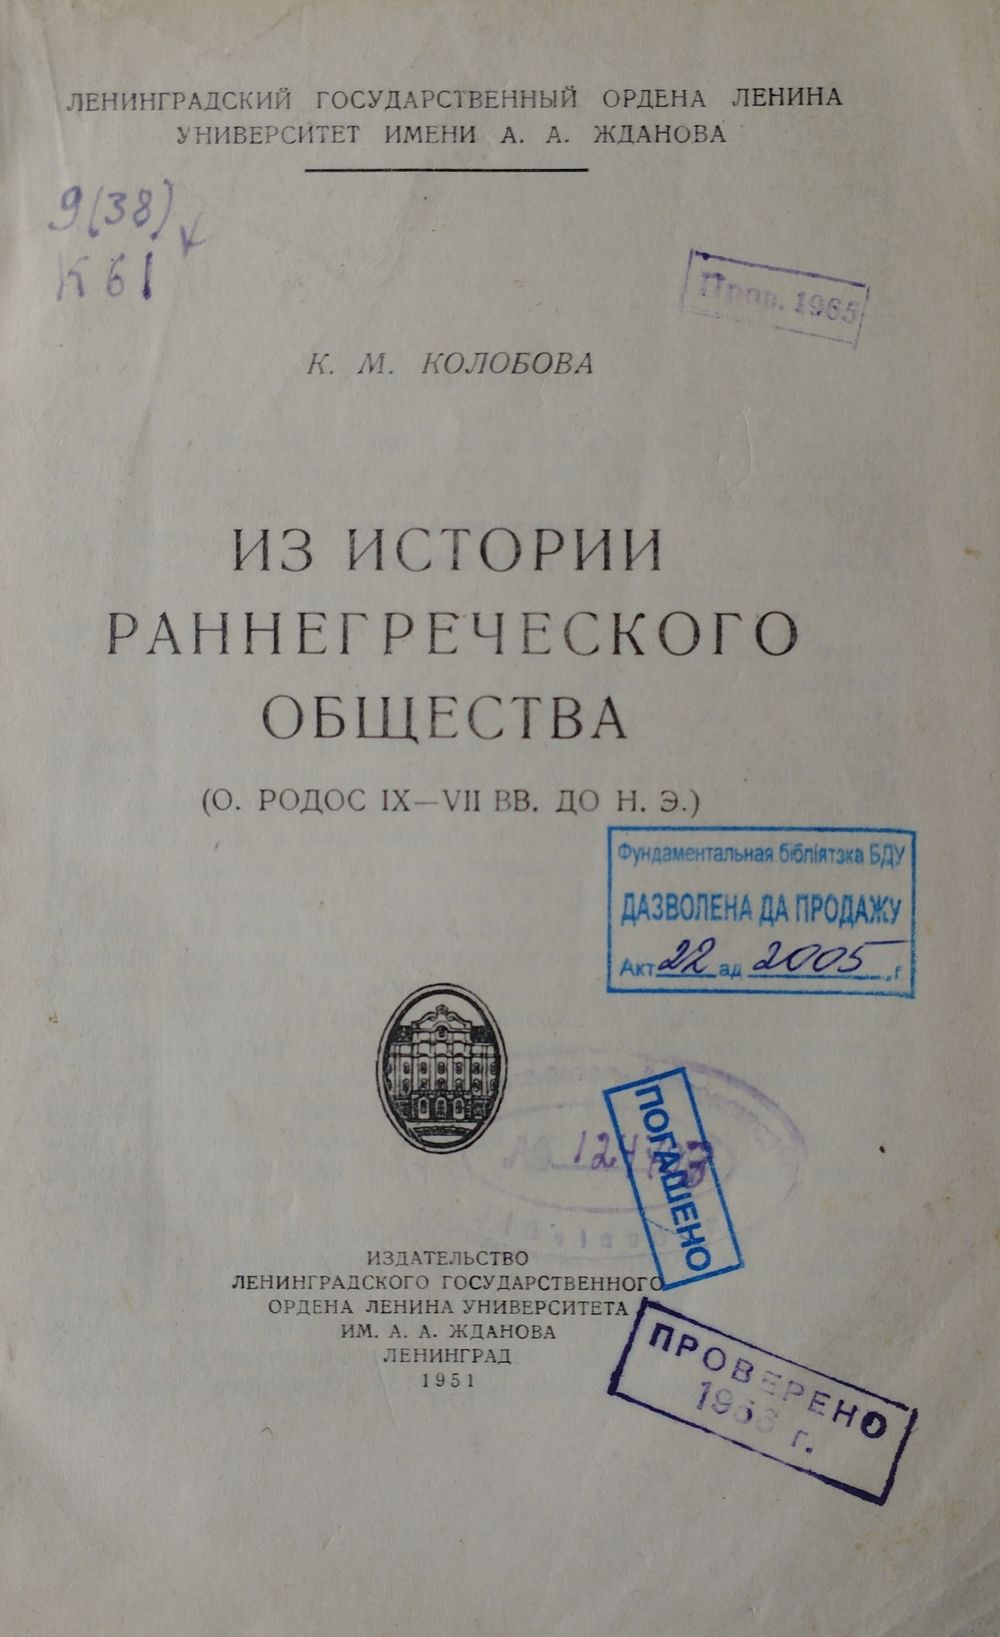 ЛЕНИНГРАДСКИЙ ГОСУДАРСТВЕННЫЙ ОРДЕНА ЛЕНИНА
УНИВЕРСИТЕТ ИМЕНИ А. А. ЖДАНОВА
9(38)
К 61
Пров. 1965
К. М. КОЛОБОВА
ИЗ ИСТОРИИ
РАННЕГРЕЧЕСКОГО
ОБЩЕСТВА
(О. РОДОС IX—VII ВВ. ДО Н. Э.)
Фундаментальная бібліятэка БДУ
ДАЗВОЛЕНА ДА ПРОДАЖУ
Акт 22 ад 2005 г.
ПОГАШЕНО
ИЗДАТЕЛЬСТВО
ЛЕНИНГРАДСКОГО ГОСУДАРСТВЕННОГО
ОРДЕНА ЛЕНИНА УНИВЕРСИТЕТА
ИМ. А. А. ЖДАНОВА
ЛЕНИНГРАД
1951
ПРОВЕРЕНО
г.